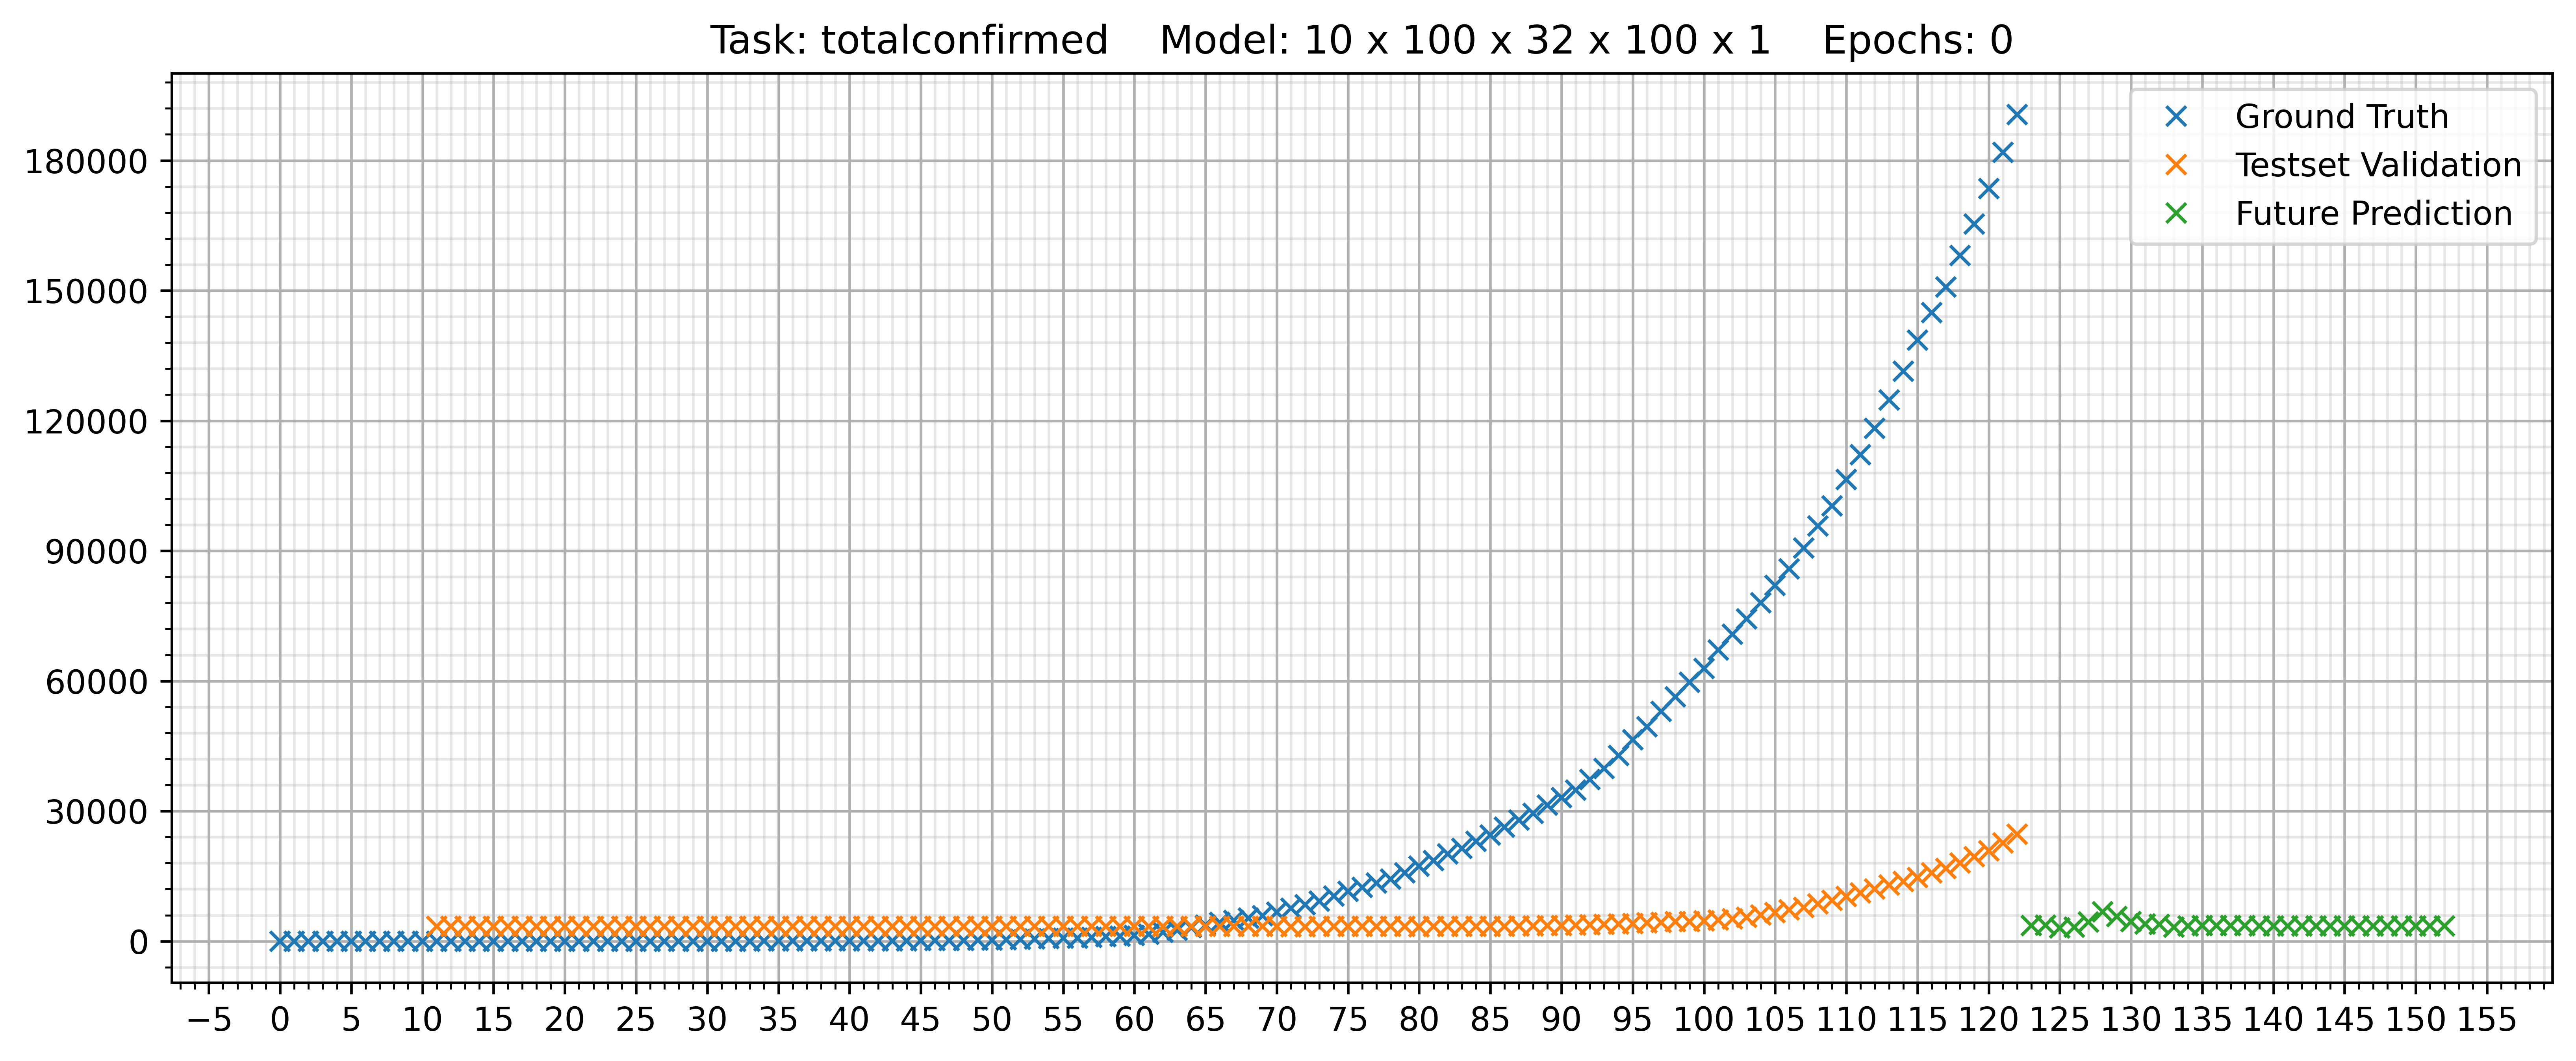 Task: totalconfirmed    Model: 10 x 100 x 32 x 100 x 1    Epochs: 0
Ground Truth
Testset Validation
Future Prediction
180000
150000
120000
90000
60000
30000
0
−5 0 5 10 15 20 25 30 35 40 45 50 55 60 65 70 75 80 85 90 95 100 105 110 115 120 125 130 135 140 145 150 155